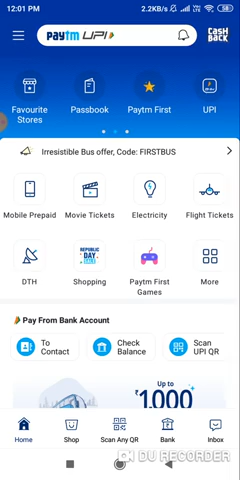 12:01 PM 2.2KB/s 58
paytm UPI CASH BACK
Favourite Stores Passbook Paytm First UPI
Irresistible Bus offer, Code: FIRSTBUS
Mobile Prepaid Movie Tickets Electricity Flight Tickets
REPUBLIC DAY SALE
DTH Shopping Paytm First Games More
Pay From Bank Account
To Contact Check Balance Scan UPI QR
Up to
₹1,000
Home Shop Scan Any QR Bank Inbox
DU RECORDER